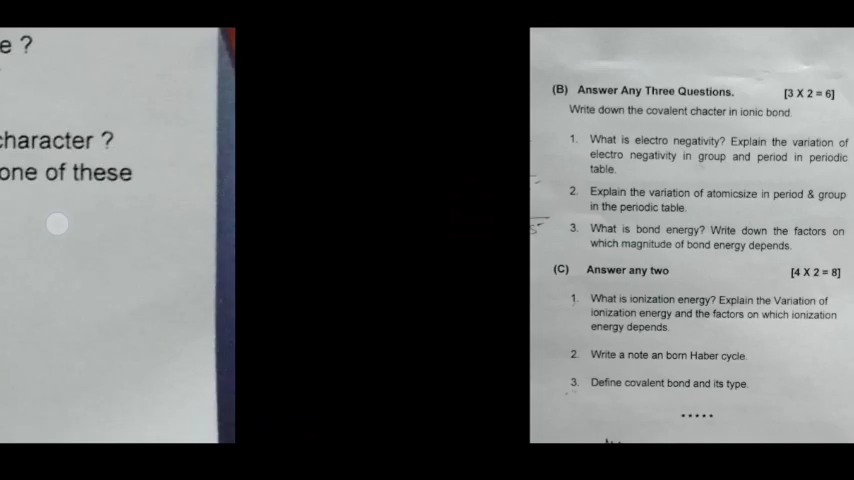 e ?
character ?
one of these
(B) Answer Any Three Questions. [3 X 2 = 6]
Write down the covalent chacter in ionic bond.
1. What is electro negativity? Explain the variation of
electro negativity in group and period in periodic
table.
2. Explain the variation of atomicsize in period & group
in the periodic table.
3. What is bond energy? Write down the factors on
which magnitude of bond energy depends.
(C) Answer any two [4 X 2 = 8]
1. What is ionization energy? Explain the Variation of
ionization energy and the factors on which ionization
energy depends.
2. Write a note an born Haber cycle.
3. Define covalent bond and its type.
*****